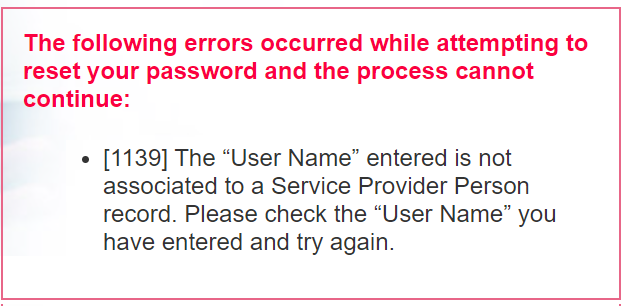 The following errors occurred while attempting to
reset your password and the process cannot
continue:
• [1139] The “User Name” entered is not
associated to a Service Provider Person
record. Please check the “User Name” you
have entered and try again.